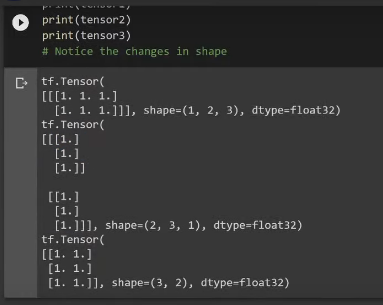 print(tensor1)
print(tensor2)
print(tensor3)
# Notice the changes in shape
tf.Tensor(
[[[1. 1. 1.]
  [1. 1. 1.]]], shape=(1, 2, 3), dtype=float32)
tf.Tensor(
[[[1.]
  [1.]
  [1.]]

 [[1.]
  [1.]
  [1.]]], shape=(2, 3, 1), dtype=float32)
tf.Tensor(
[[1. 1.]
 [1. 1.]
 [1. 1.]], shape=(3, 2), dtype=float32)